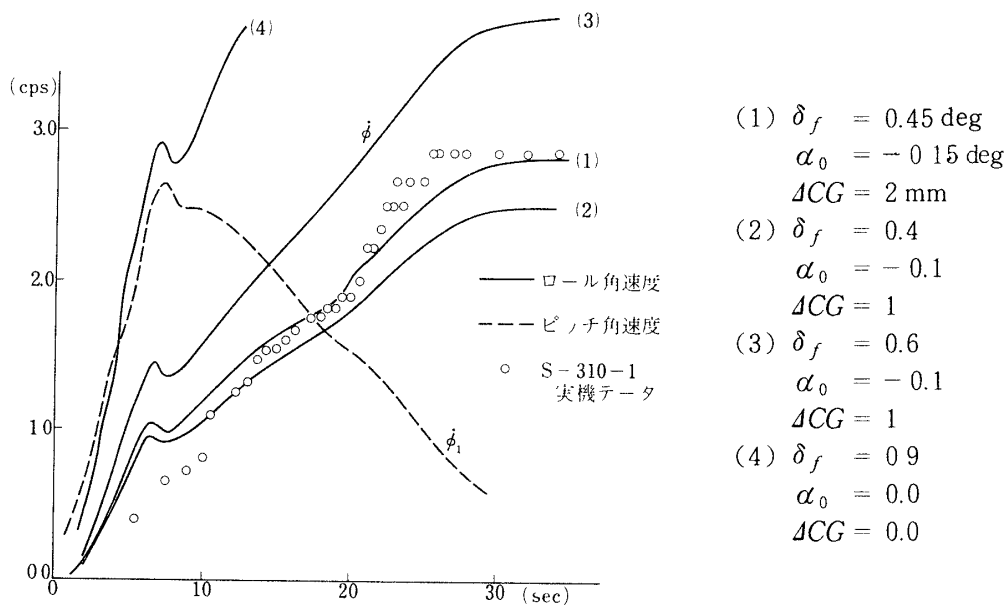 (cps)
3.0
2.0
1 0
0 0
0
10
20
30
(sec)
(4)
(3)
(1)
(2)
φ̇
φ̇₁
ロール角速度
ピッチ角速度
S-310-1
実機テータ
(1) δf = 0.45 deg
α₀ = − 0 15 deg
ΔCG = 2 mm
(2) δf = 0.4
α₀ = − 0.1
ΔCG = 1
(3) δf = 0.6
α₀ = − 0.1
ΔCG = 1
(4) δf = 0 9
α₀ = 0.0
ΔCG = 0.0